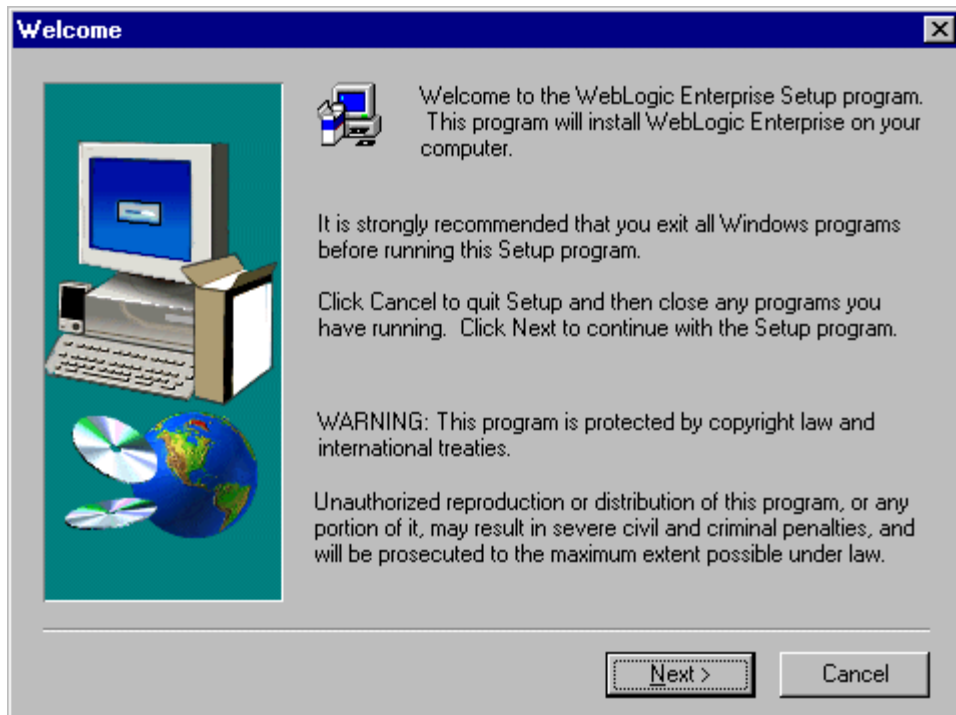 Welcome
Welcome to the WebLogic Enterprise Setup program.
This program will install WebLogic Enterprise on your
computer.
It is strongly recommended that you exit all Windows programs
before running this Setup program.
Click Cancel to quit Setup and then close any programs you
have running.  Click Next to continue with the Setup program.
WARNING: This program is protected by copyright law and
international treaties.
Unauthorized reproduction or distribution of this program, or any
portion of it, may result in severe civil and criminal penalties, and
will be prosecuted to the maximum extent possible under law.
Next >
Cancel